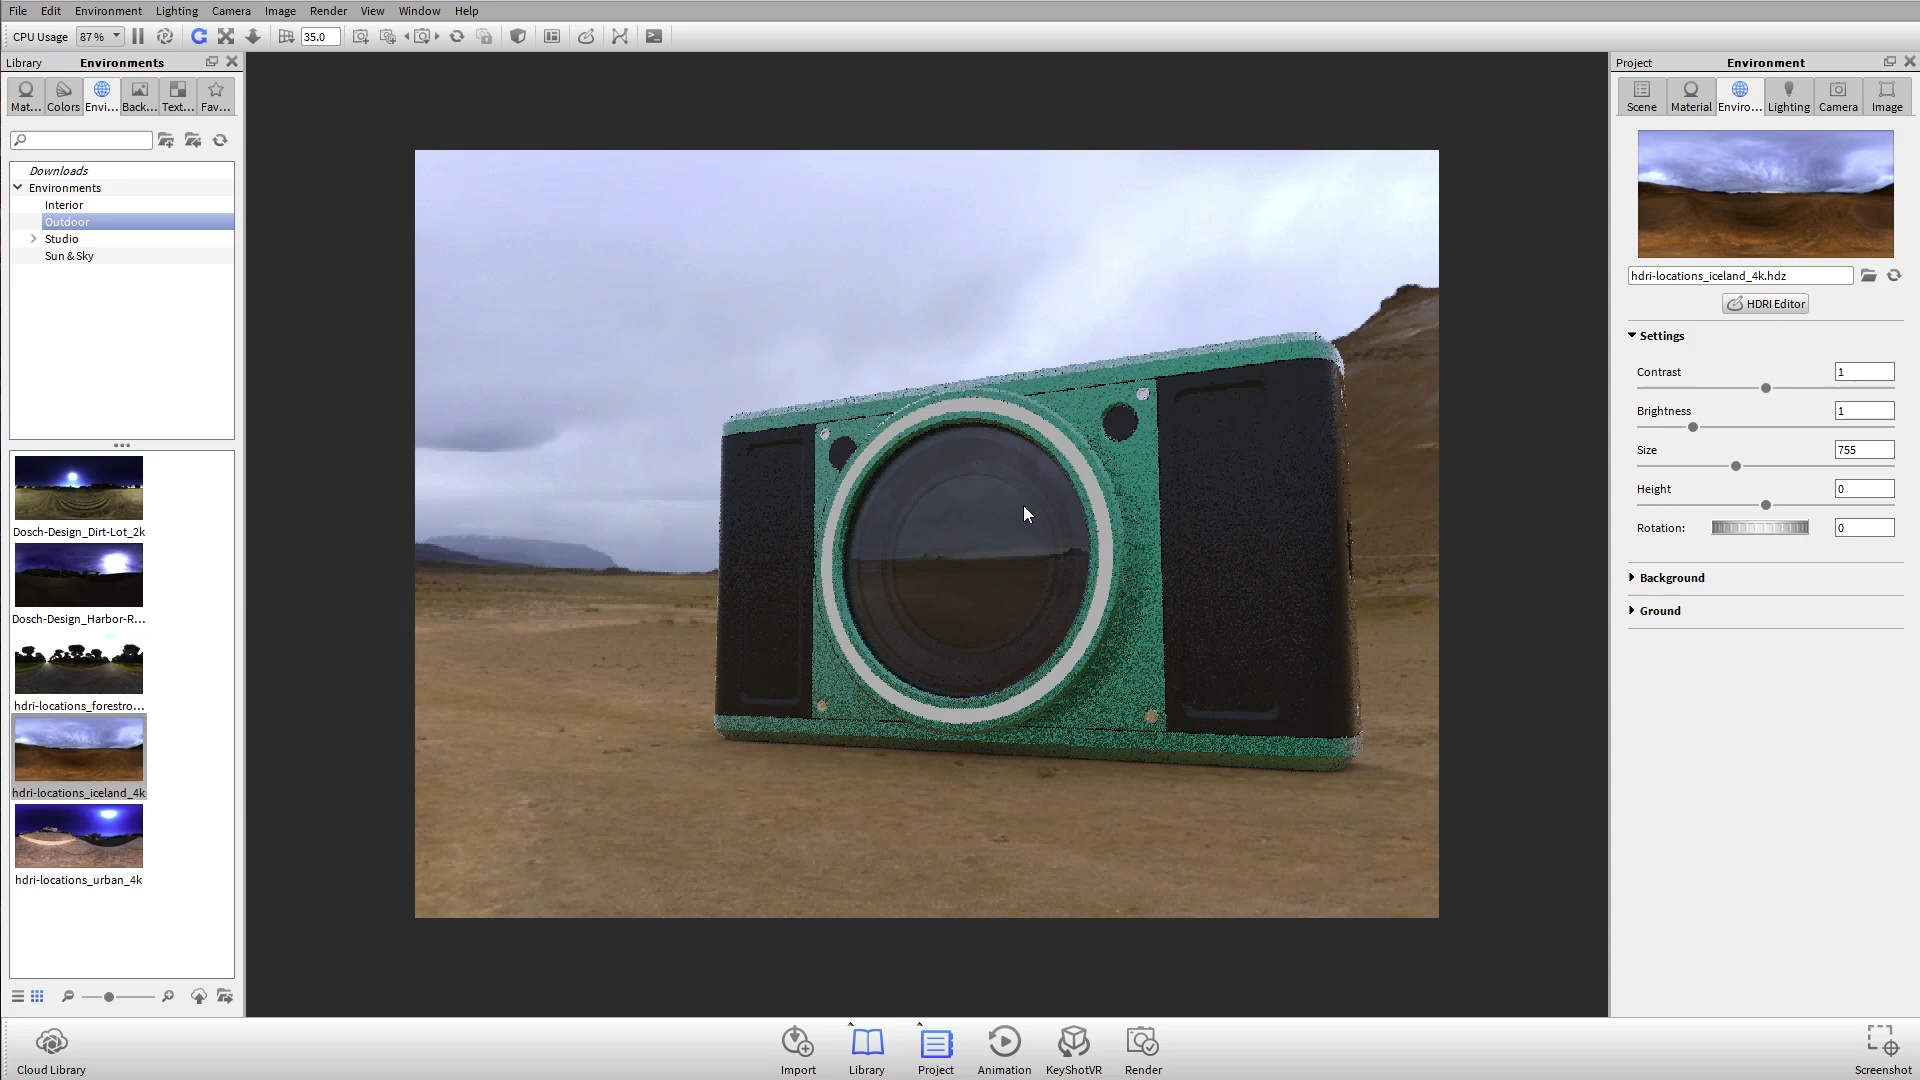 File Edit Environment Lighting Camera Image Render View Window Help
CPU Usage 87 % 35.0
Library Environments
Mat... Colors Envi... Back... Text... Fav...
Downloads
Environments
Interior
Outdoor
Studio
Sun & Sky
Dosch-Design_Dirt-Lot_2k
Dosch-Design_Harbor-R...
hdri-locations_forestro...
hdri-locations_iceland_4k
hdri-locations_urban_4k
Project Environment
Scene Material Enviro... Lighting Camera Image
hdri-locations_iceland_4k.hdz
HDRI Editor
Settings
Contrast 1
Brightness 1
Size 755
Height 0
Rotation: 0
Background
Ground
Cloud Library Import Library Project Animation KeyShotVR Render Screenshot